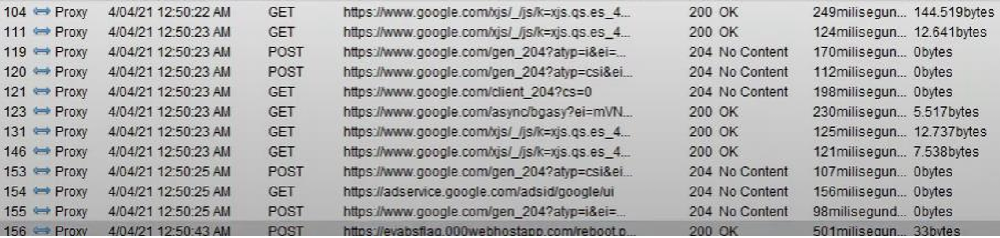 104 Proxy 4/04/21 12:50:22 AM GET https://www.google.com/xjs/_/js/k=xjs.qs.es_4... 200 OK 249milisegun... 144.519bytes
111 Proxy 4/04/21 12:50:23 AM GET https://www.google.com/xjs/_/js/k=xjs.qs.es_4... 200 OK 124milisegun... 12.641bytes
119 Proxy 4/04/21 12:50:23 AM POST https://www.google.com/gen_204?atyp=i&ei=... 204 No Content 170milisegun... 0bytes
120 Proxy 4/04/21 12:50:23 AM POST https://www.google.com/gen_204?atyp=csi&ei... 204 No Content 112milisegun... 0bytes
121 Proxy 4/04/21 12:50:23 AM GET https://www.google.com/client_204?cs=0 204 No Content 198milisegun... 0bytes
123 Proxy 4/04/21 12:50:23 AM GET https://www.google.com/async/bgasy?ei=mVN... 200 OK 230milisegun... 5.517bytes
131 Proxy 4/04/21 12:50:23 AM GET https://www.google.com/xjs/_/js/k=xjs.qs.es_4... 200 OK 125milisegun... 12.737bytes
146 Proxy 4/04/21 12:50:23 AM GET https://www.google.com/xjs/_/js/k=xjs.qs.es_4... 200 OK 121milisegun... 7.538bytes
153 Proxy 4/04/21 12:50:25 AM POST https://www.google.com/gen_204?atyp=csi&ei... 204 No Content 107milisegun... 0bytes
154 Proxy 4/04/21 12:50:25 AM GET https://adservice.google.com/adsid/google/ui 204 No Content 156milisegun... 0bytes
155 Proxy 4/04/21 12:50:25 AM POST https://www.google.com/gen_204?atyp=i&ei=... 204 No Content 98milisegund... 0bytes
156 Proxy 4/04/21 12:50:43 AM POST https://evabsflag.000webhostapp.com/reboot.p... 200 OK 501milisegun... 33bytes